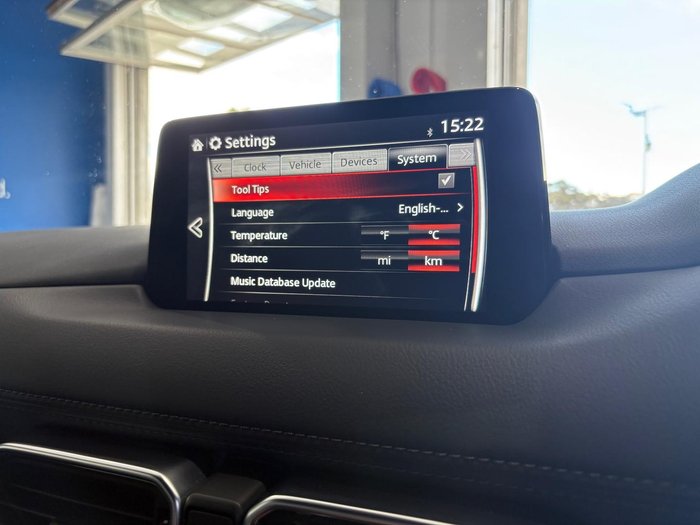 Settings
15:22
« Clock Vehicle Devices System »
Tool Tips
Language English-... >
Temperature °F °C
Distance mi km
Music Database Update